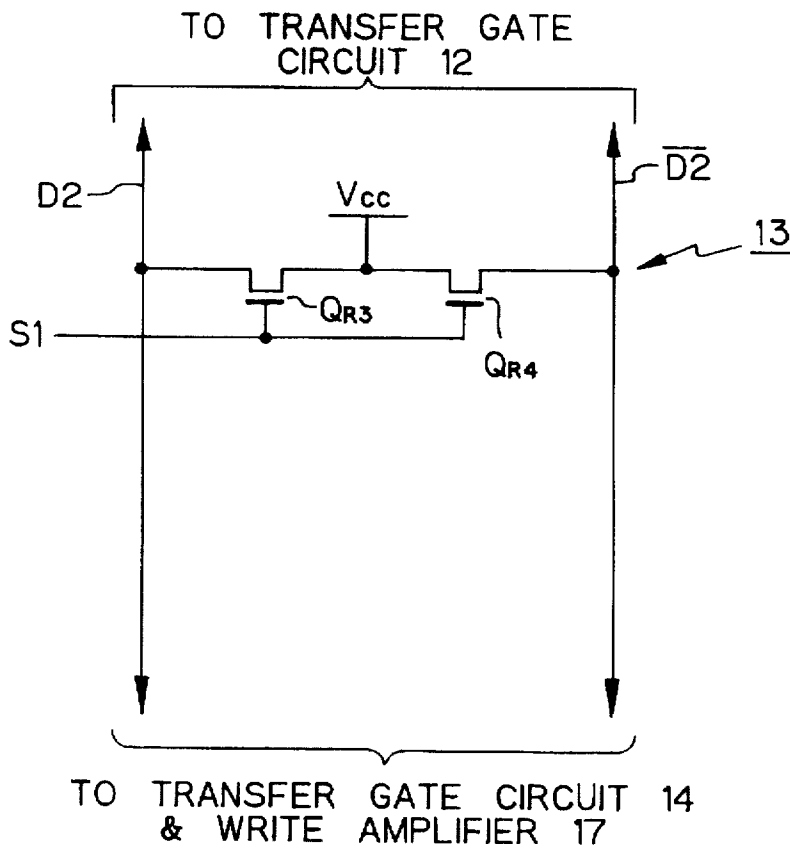 TO TRANSFER GATE
CIRCUIT 12
D2
D̅2̅
Vcc
13
QR3
S1
QR4
TO TRANSFER GATE CIRCUIT 14
& WRITE AMPLIFIER 17